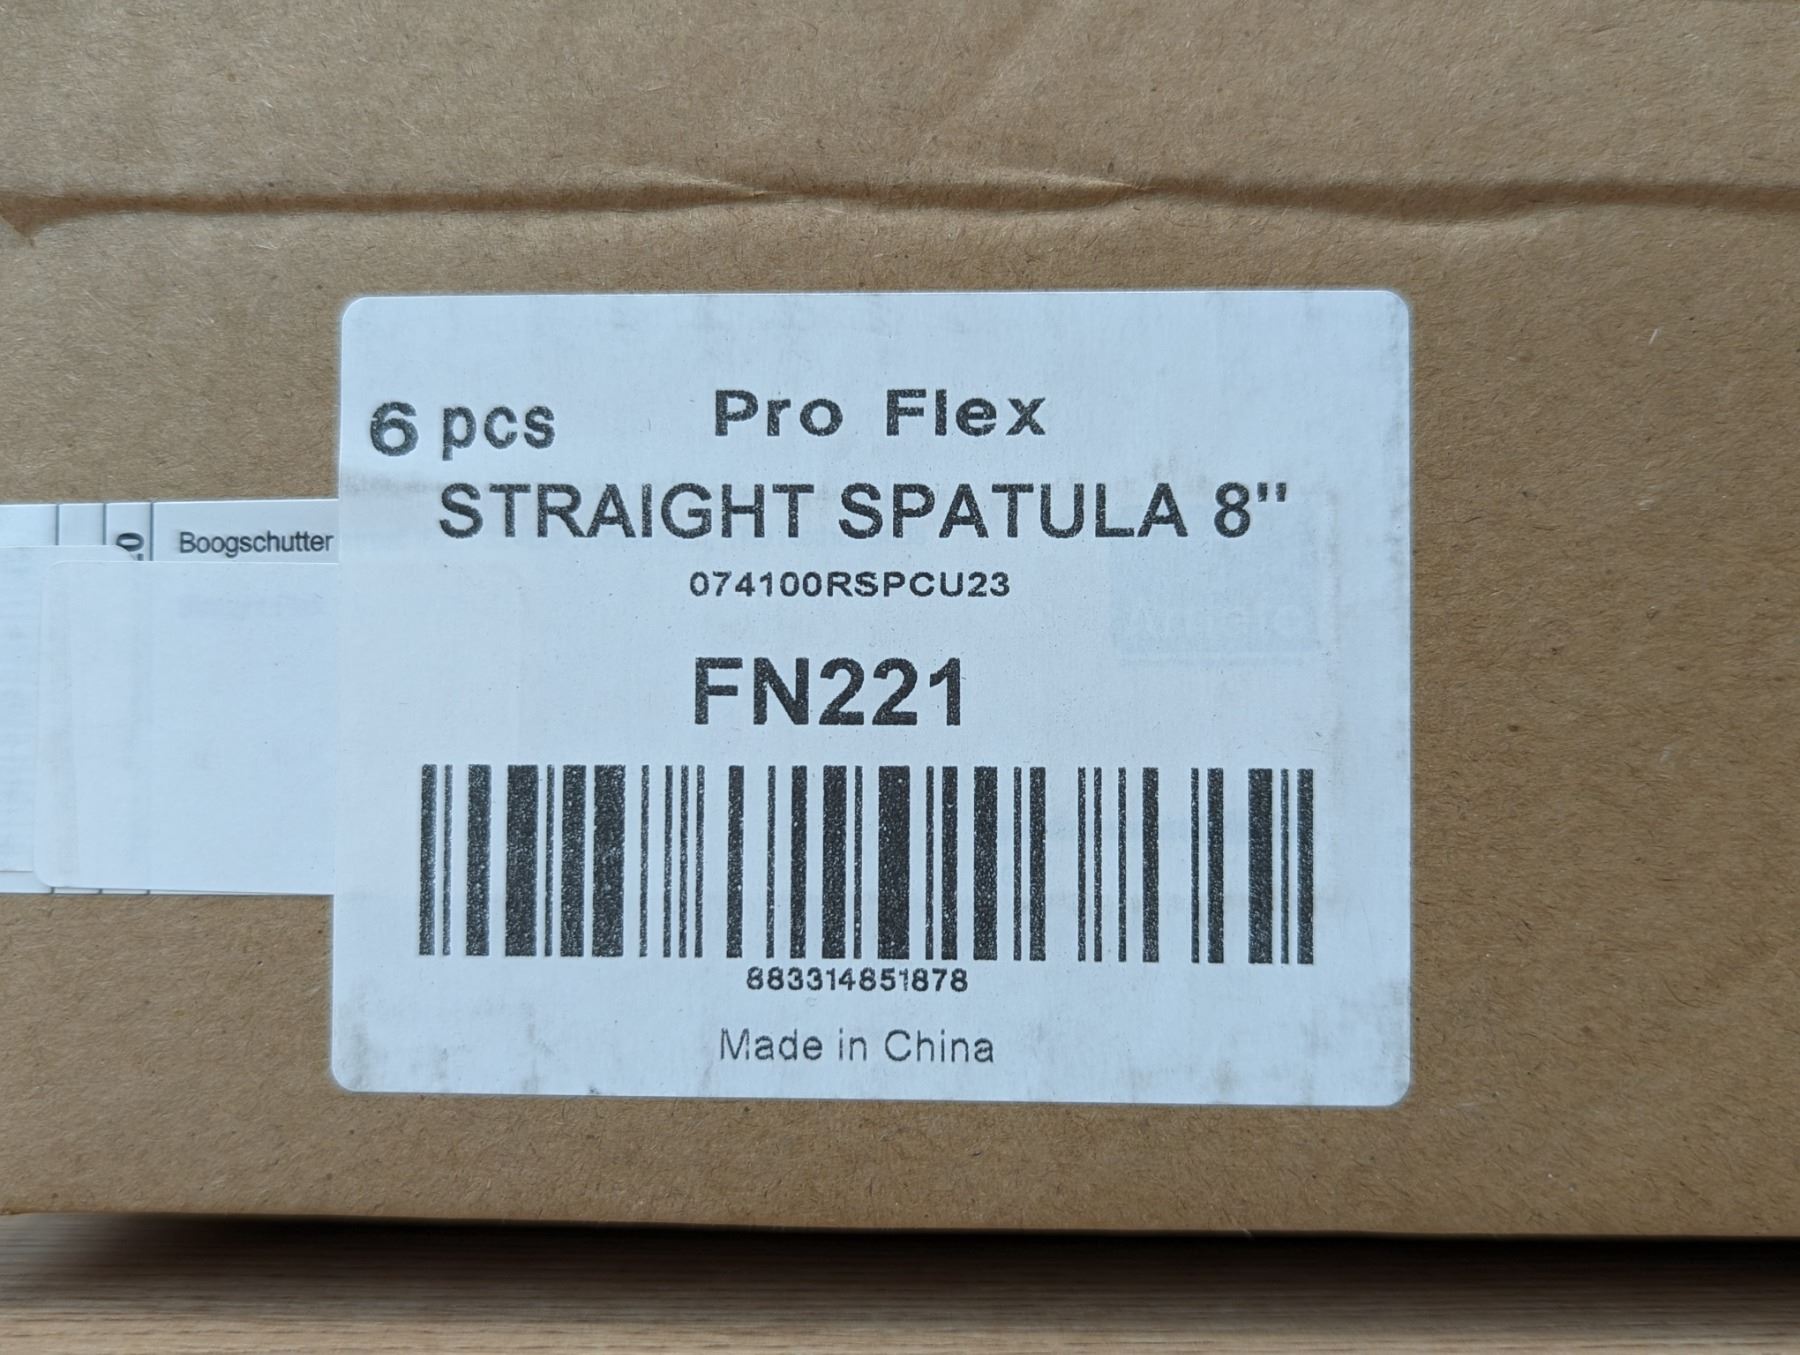 6 pcs Pro Flex
STRAIGHT SPATULA 8"
074100RSPCU23
FN221
883314851878
Made in China
Boogschutter